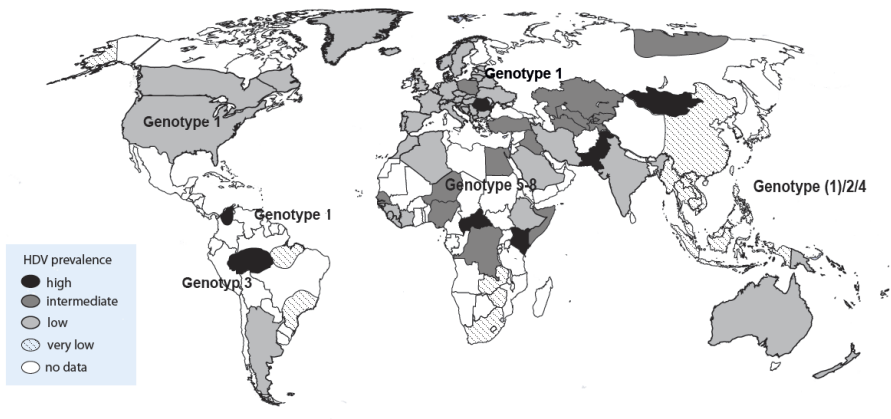 Genotype 1
Genotype 1
Genotype 5-8
Genotype (1)/2/4
Genotype 1
Genotyp 3
HDV prevalence
high
intermediate
low
very low
no data